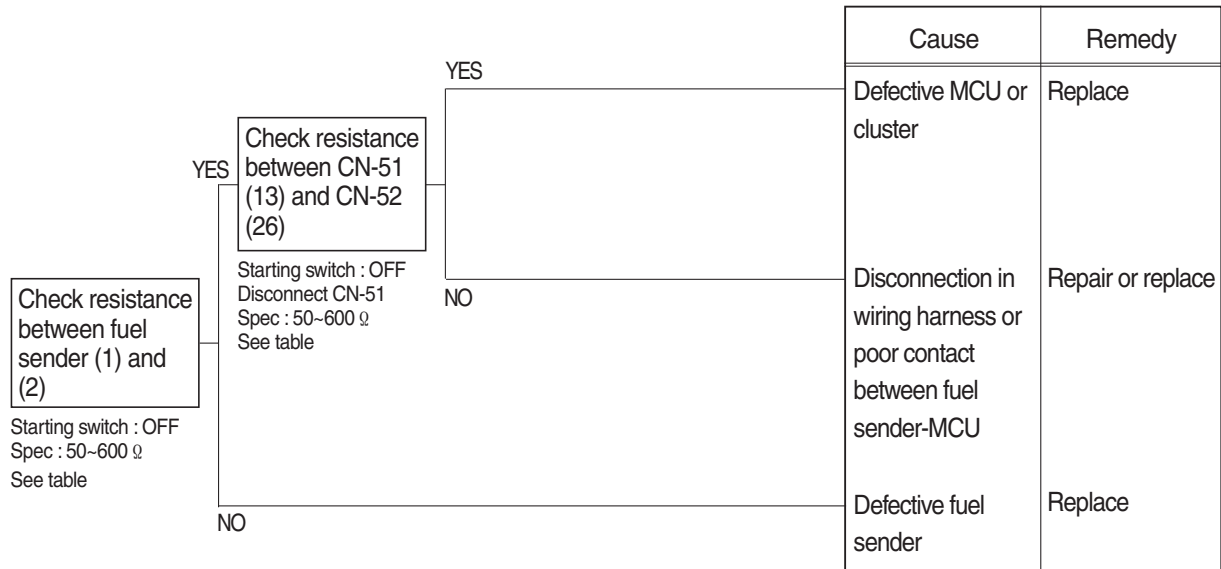 Cause
Remedy
YES
Defective MCU or
cluster
Replace
Check resistance
between CN-51
(13) and CN-52
(26)
YES
Starting switch : OFF
Disconnect CN-51
Spec : 50~600 Ω
See table
NO
Disconnection in
wiring harness or
poor contact
between fuel
sender-MCU
Repair or replace
Check resistance
between fuel
sender (1) and
(2)
Starting switch : OFF
Spec : 50~600 Ω
See table
NO
Defective fuel
sender
Replace